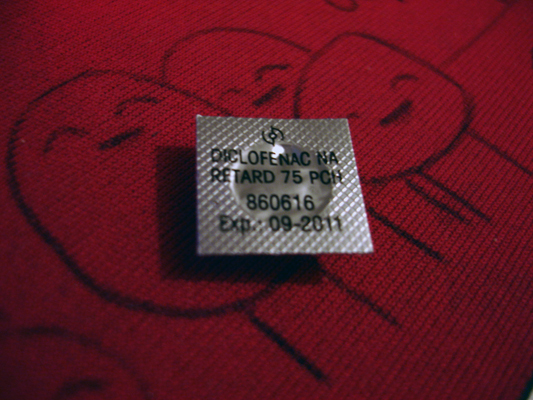 DICLOFENAC NA
RETARD 75 PCH
860616
Exp.: 09-2011